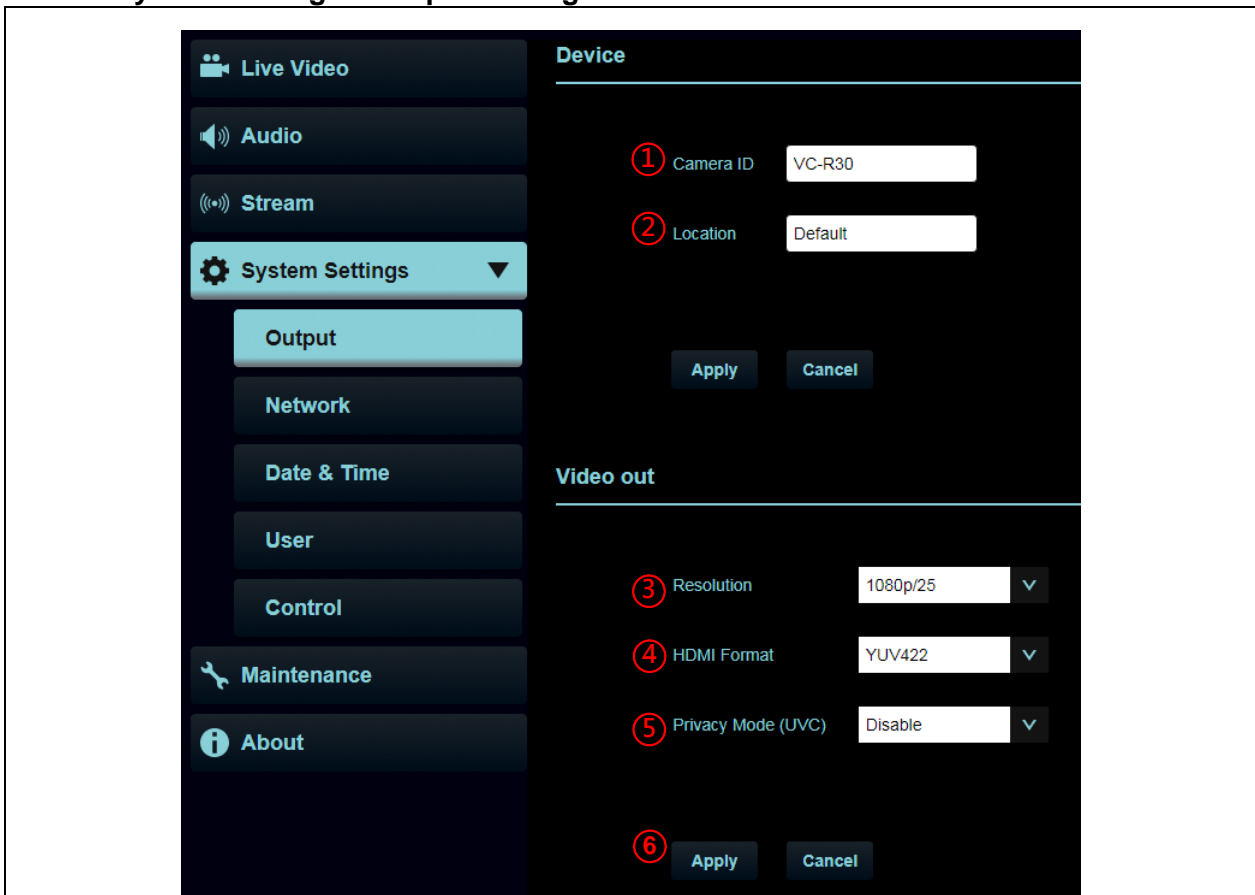 Live Video
Audio
Stream
System Settings
Output
Network
Date & Time
User
Control
Maintenance
About
Device
① Camera ID VC-R30
② Location Default
Apply Cancel
Video out
③ Resolution 1080p/25
④ HDMI Format YUV422
⑤ Privacy Mode (UVC) Disable
⑥ Apply Cancel